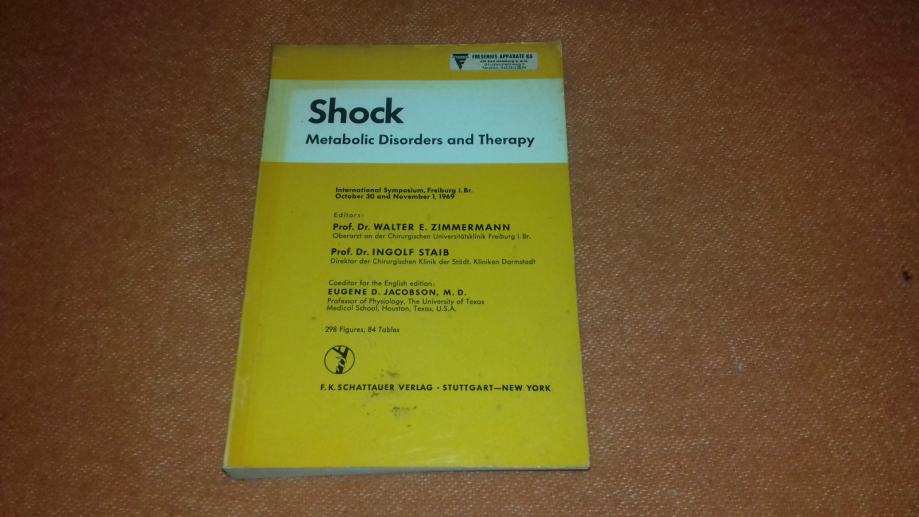 FRESENIUS APPARATE KG
Shock
Metabolic Disorders and Therapy
International Symposium, Freiburg i. Br.
October 30 and November 1, 1969
Editors:
Prof. Dr. WALTER E. ZIMMERMANN
Oberarzt an der Chirurgischen Universitätsklinik Freiburg i. Br.
Prof. Dr. INGOLF STAIB
Direktor der Chirurgischen Klinik der Städt. Kliniken Darmstadt
Coeditor for the English edition:
EUGENE D. JACOBSON, M. D.
Professor of Physiology, The University of Texas
Medical School, Houston, Texas, U.S.A.
298 Figures, 84 Tables
F. K. SCHATTAUER VERLAG · STUTTGART—NEW YORK